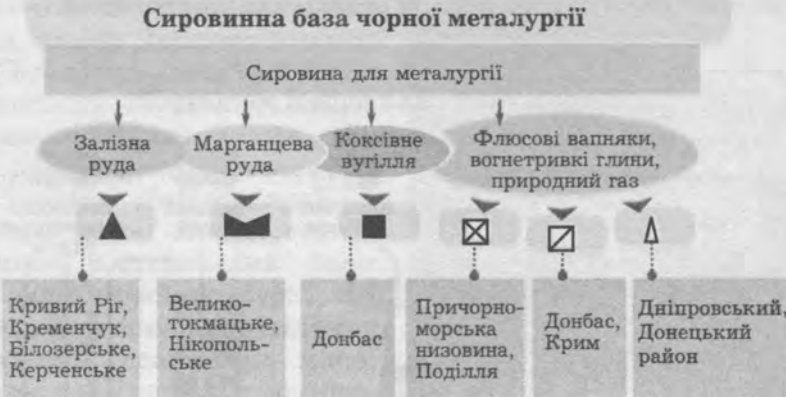 Сировинна база чорної металургії
Сировина для металургії
Залізна
руда
Марганцева
руда
Коксівне
вугілля
Флюсові вапняки,
вогнетривкі глини,
природний газ
Кривий Ріг,
Кременчук,
Білозерське,
Керченське
Велико-
токмацьке,
Нікополь-
ське
Донбас
Причорно-
морська
низовина,
Поділля
Донбас,
Крим
Дніпровський,
Донецький
район